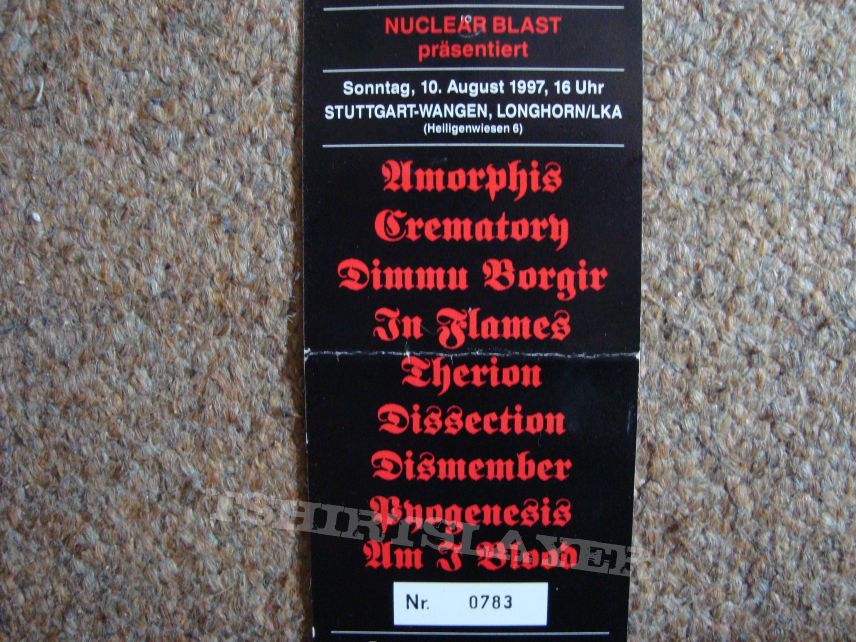 NUCLEAR BLAST
präsentiert
Sonntag, 10. August 1997, 16 Uhr
STUTTGART-WANGEN, LONGHORN/LKA
(Heiligenwiesen 6)
Amorphis
Crematory
Dimmu Borgir
In Flames
Therion
Dissection
Dismember
Pyogenesis
Am I Blood
Nr. 0783
TSHIRTSLAYER